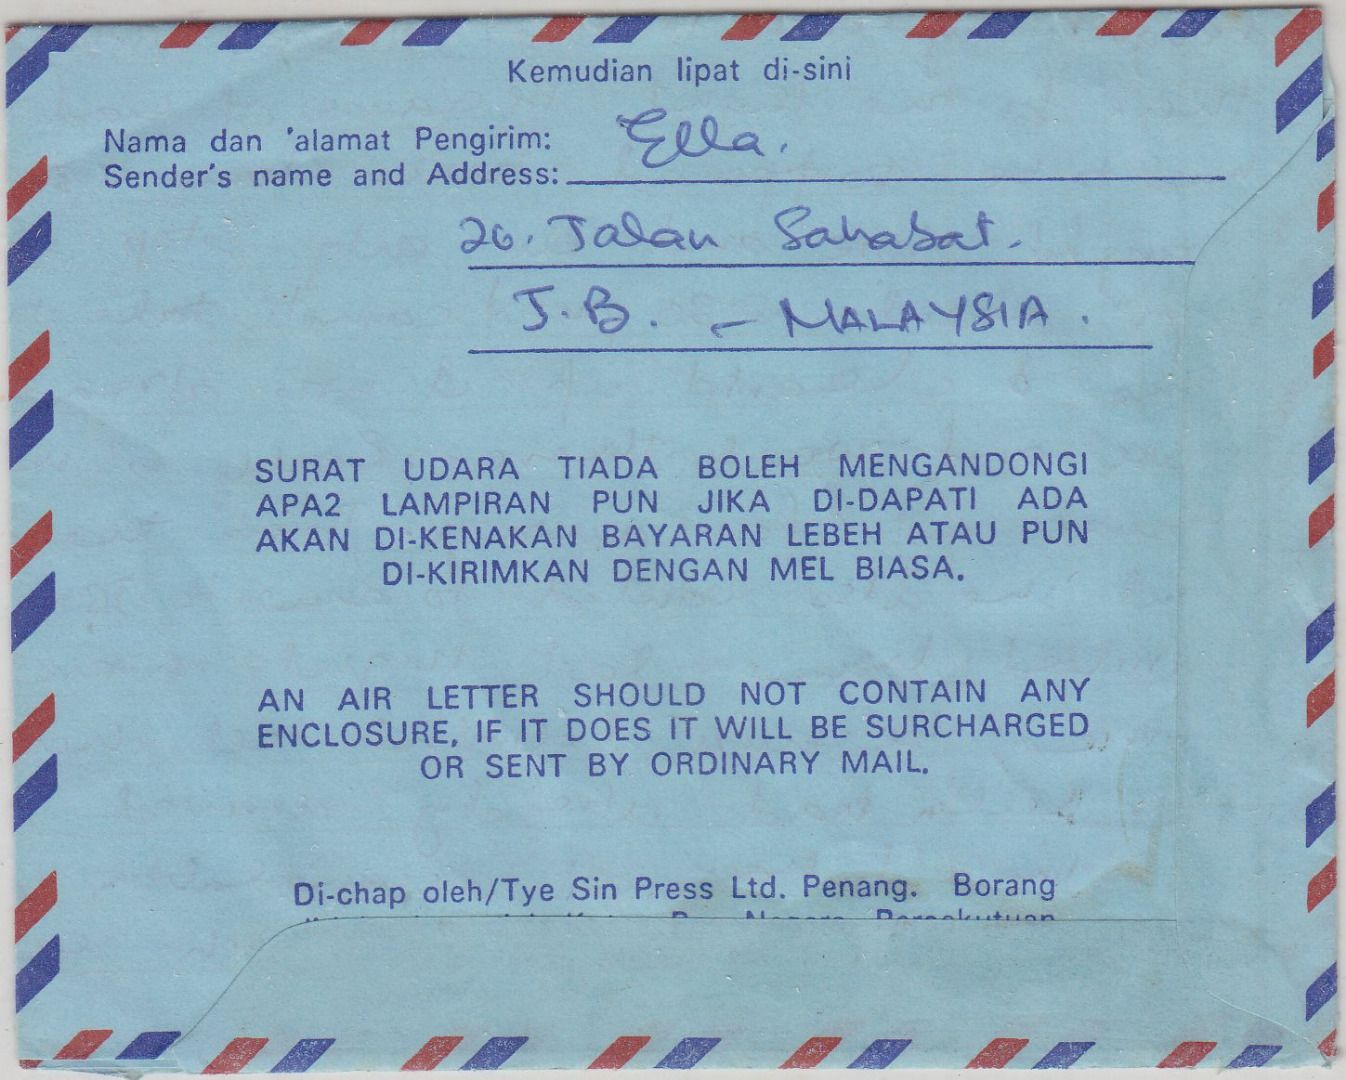 Kemudian lipat di-sini
Nama dan 'alamat Pengirim: Ella.
Sender's name and Address:
26. Jalan Sahabat.
J.B. – MALAYSIA.
SURAT UDARA TIADA BOLEH MENGANDONGI
APA2 LAMPIRAN PUN JIKA DI-DAPATI ADA
AKAN DI-KENAKAN BAYARAN LEBEH ATAU PUN
DI-KIRIMKAN DENGAN MEL BIASA.
AN AIR LETTER SHOULD NOT CONTAIN ANY
ENCLOSURE, IF IT DOES IT WILL BE SURCHARGED
OR SENT BY ORDINARY MAIL.
Di-chap oleh/Tye Sin Press Ltd. Penang. Borang
Negara Persekutuan